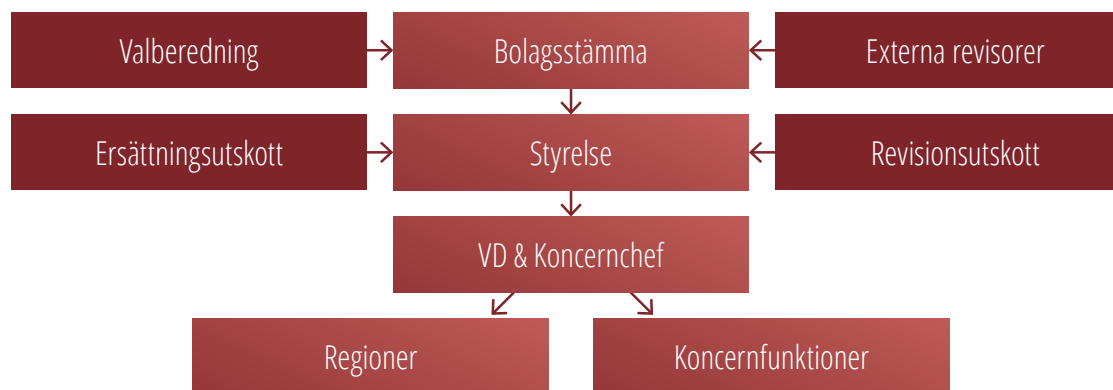 Valberedning
Bolagsstämma
Externa revisorer
Ersättningsutskott
Styrelse
Revisionsutskott
VD & Koncernchef
Regioner
Koncernfunktioner